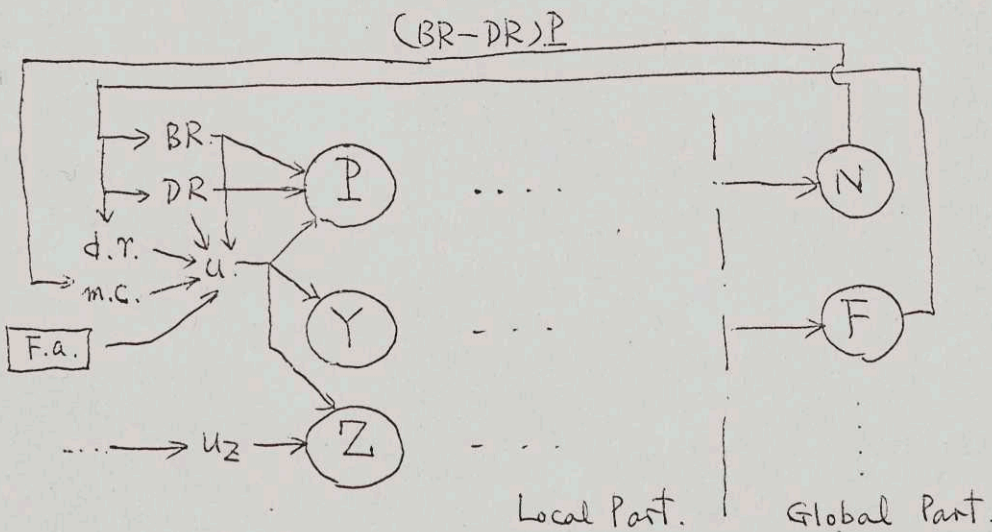 (BR-DR)P
BR
DR
P
....
N
d.r.
u
m.c.
Y
F
F.a.
....
uz
Z
Local Part.
Global Part.